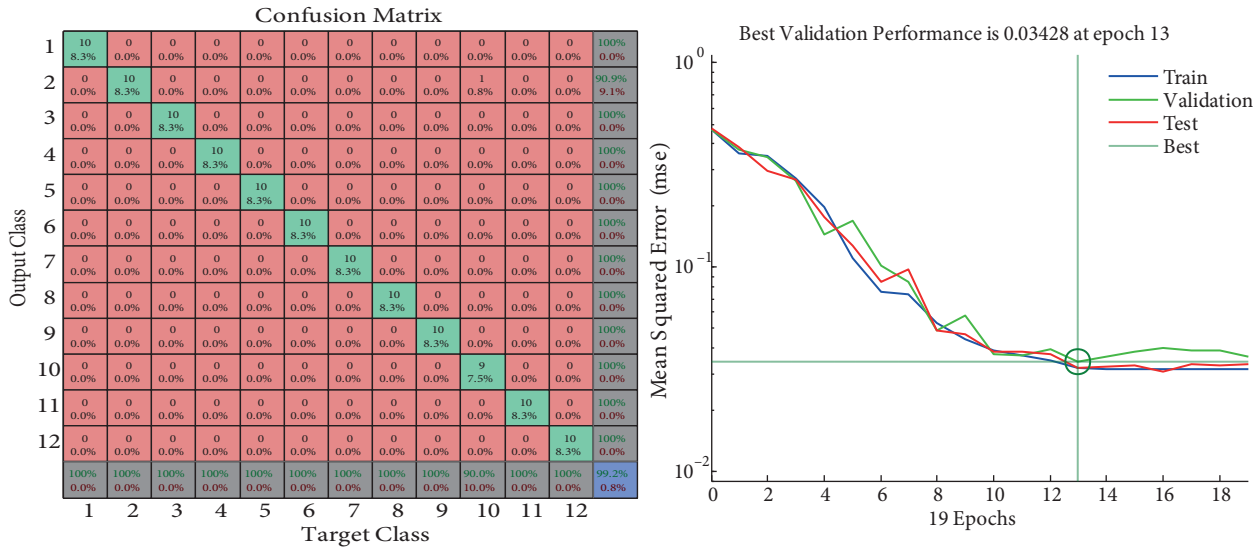 Confusion Matrix
Output Class
1 10 0 0 0 0 0 0 0 0 0 0 0 100%
8.3% 0.0% 0.0% 0.0% 0.0% 0.0% 0.0% 0.0% 0.0% 0.0% 0.0% 0.0% 0.0%
2 0 10 0 0 0 0 0 0 0 1 0 0 90.9%
0.0% 8.3% 0.0% 0.0% 0.0% 0.0% 0.0% 0.0% 0.0% 0.8% 0.0% 0.0% 9.1%
3 0 0 10 0 0 0 0 0 0 0 0 0 100%
0.0% 0.0% 8.3% 0.0% 0.0% 0.0% 0.0% 0.0% 0.0% 0.0% 0.0% 0.0% 0.0%
4 0 0 0 10 0 0 0 0 0 0 0 0 100%
0.0% 0.0% 0.0% 8.3% 0.0% 0.0% 0.0% 0.0% 0.0% 0.0% 0.0% 0.0% 0.0%
5 0 0 0 0 10 0 0 0 0 0 0 0 100%
0.0% 0.0% 0.0% 0.0% 8.3% 0.0% 0.0% 0.0% 0.0% 0.0% 0.0% 0.0% 0.0%
6 0 0 0 0 0 10 0 0 0 0 0 0 100%
0.0% 0.0% 0.0% 0.0% 0.0% 8.3% 0.0% 0.0% 0.0% 0.0% 0.0% 0.0% 0.0%
7 0 0 0 0 0 0 10 0 0 0 0 0 100%
0.0% 0.0% 0.0% 0.0% 0.0% 0.0% 8.3% 0.0% 0.0% 0.0% 0.0% 0.0% 0.0%
8 0 0 0 0 0 0 0 10 0 0 0 0 100%
0.0% 0.0% 0.0% 0.0% 0.0% 0.0% 0.0% 8.3% 0.0% 0.0% 0.0% 0.0% 0.0%
9 0 0 0 0 0 0 0 0 10 0 0 0 100%
0.0% 0.0% 0.0% 0.0% 0.0% 0.0% 0.0% 0.0% 8.3% 0.0% 0.0% 0.0% 0.0%
10 0 0 0 0 0 0 0 0 0 9 0 0 100%
0.0% 0.0% 0.0% 0.0% 0.0% 0.0% 0.0% 0.0% 0.0% 7.5% 0.0% 0.0% 0.0%
11 0 0 0 0 0 0 0 0 0 0 10 0 100%
0.0% 0.0% 0.0% 0.0% 0.0% 0.0% 0.0% 0.0% 0.0% 0.0% 8.3% 0.0% 0.0%
12 0 0 0 0 0 0 0 0 0 0 0 10 100%
0.0% 0.0% 0.0% 0.0% 0.0% 0.0% 0.0% 0.0% 0.0% 0.0% 0.0% 8.3% 0.0%
100% 100% 100% 100% 100% 100% 100% 100% 100% 90.0% 100% 100% 99.2%
0.0% 0.0% 0.0% 0.0% 0.0% 0.0% 0.0% 0.0% 0.0% 10.0% 0.0% 0.0% 0.8%
1 2 3 4 5 6 7 8 9 10 11 12
Target Class
Best Validation Performance is 0.03428 at epoch 13
Mean Squared Error (mse)
10⁰
10⁻¹
10⁻²
Train
Validation
Test
Best
0 2 4 6 8 10 12 14 16 18
19 Epochs